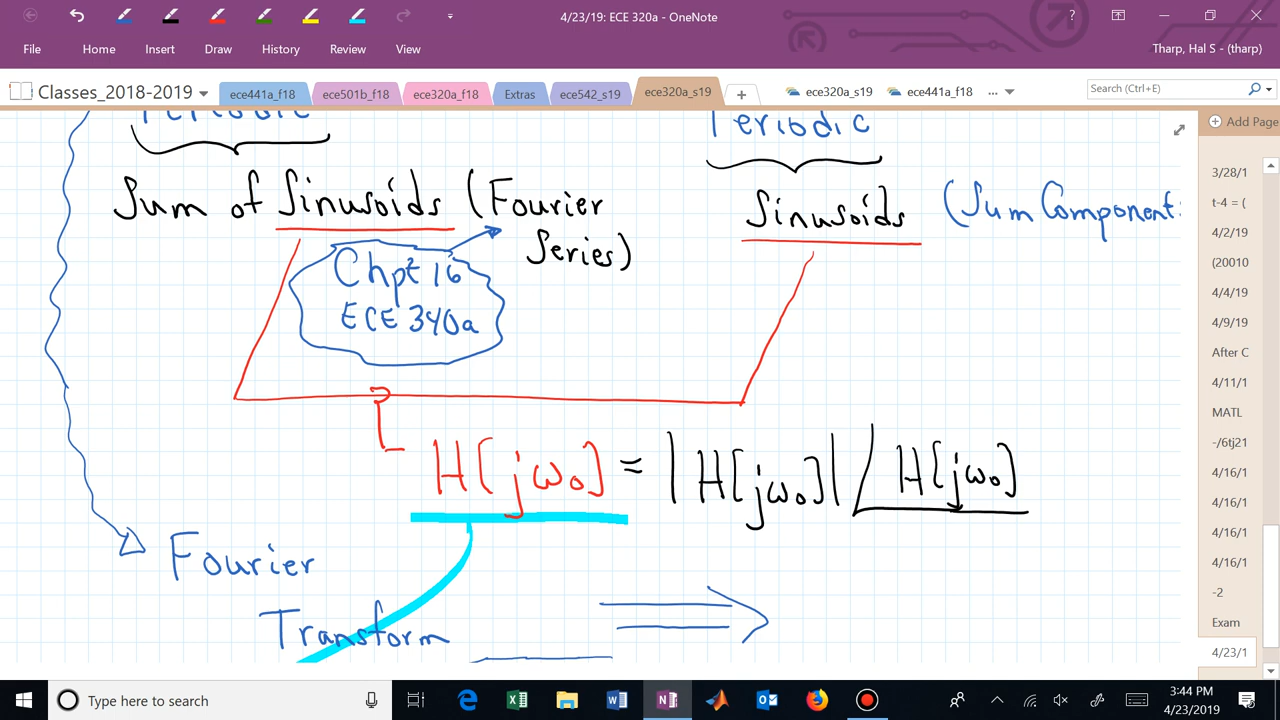 4/23/19: ECE 320a - OneNote
File Home Insert Draw History Review View
Tharp, Hal S - (tharp)
Classes_2018-2019
ece441a_f18 ece501b_f18 ece320a_f18 Extras ece542_s19 ece320a_s19
ece320a_s19 ece441a_f18 ...
Search (Ctrl+E)
Add Page
Periodic Periodic
Sum of Sinusoids (Fourier Series)
Sinusoids (Sum Component
Chpt 16
ECE 340a
H[jω₀] = |H[jω₀]| ∠H[jω₀]
Fourier
Transform
3/28/1
t-4 = (
4/2/19
(20010
4/4/19
4/9/19
After C
4/11/1
MATL
-/6tj21
4/16/1
4/16/1
4/16/1
4/16/1
-2
Exam
4/23/1
Type here to search
3:44 PM
4/23/2019